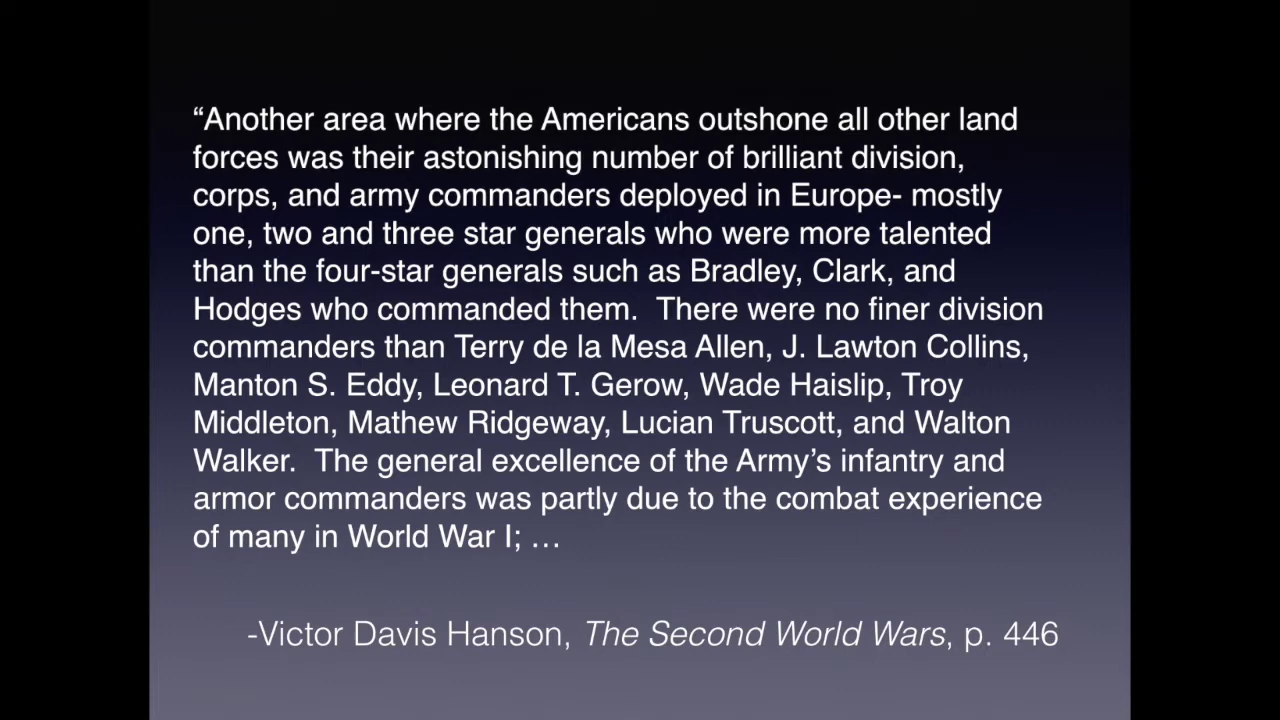 “Another area where the Americans outshone all other land
forces was their astonishing number of brilliant division,
corps, and army commanders deployed in Europe- mostly
one, two and three star generals who were more talented
than the four-star generals such as Bradley, Clark, and
Hodges who commanded them.  There were no finer division
commanders than Terry de la Mesa Allen, J. Lawton Collins,
Manton S. Eddy, Leonard T. Gerow, Wade Haislip, Troy
Middleton, Mathew Ridgeway, Lucian Truscott, and Walton
Walker.  The general excellence of the Army’s infantry and
armor commanders was partly due to the combat experience
of many in World War I; …
-Victor Davis Hanson, The Second World Wars, p. 446